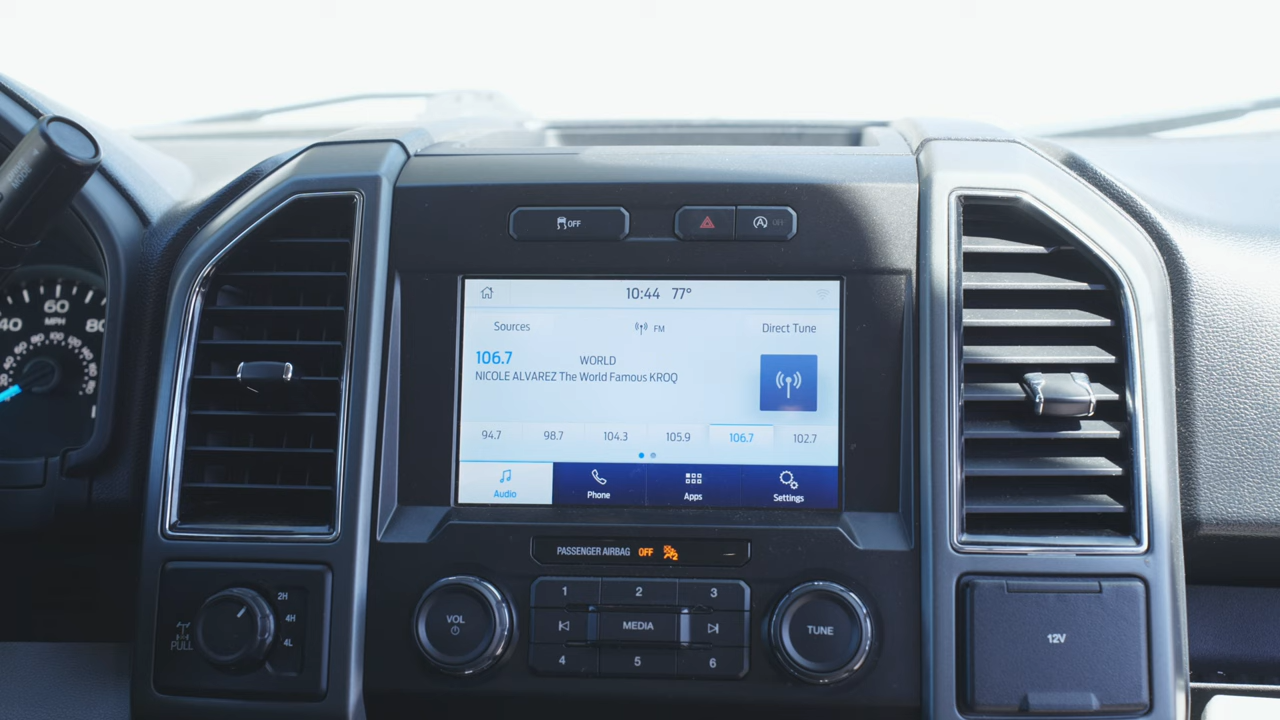 OFF
OFF
10:44 77°
Sources
FM
Direct Tune
106.7
WORLD
NICOLE ALVAREZ The World Famous KROQ
94.7 98.7 104.3 105.9 106.7 102.7
Audio
Phone
Apps
Settings
40 60 80
MPH
PASSENGER AIRBAG OFF
2
2H
4H
4L
PULL
VOL
1 2 3
MEDIA
4 5 6
TUNE
12V